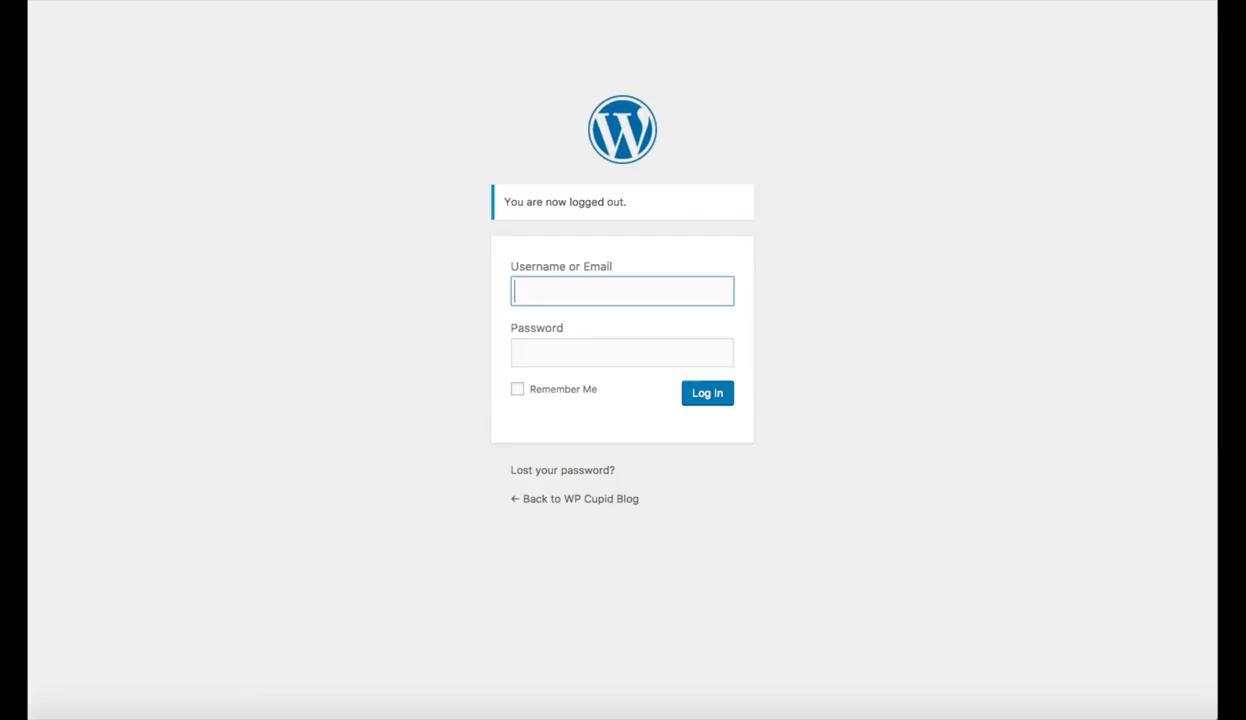 You are now logged out.
Username or Email
Password
Remember Me
Log In
Lost your password?
← Back to WP Cupid Blog